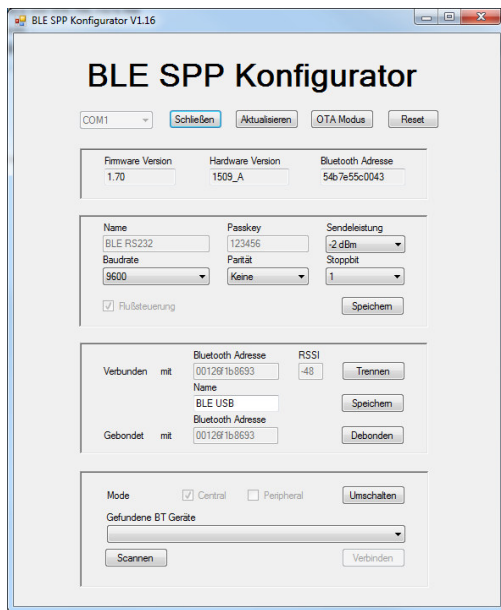 BLE SPP Konfigurator V1.16
BLE SPP Konfigurator
COM1 Schließen Aktualisieren OTA Modus Reset
Firmware Version Hardware Version Bluetooth Adresse
1.70 1509_A 54b7e55c0043
Name Passkey Sendeleistung
BLE RS232 123456 -2 dBm
Baudrate Parität Stoppbit
9600 Keine 1
Flußsteuerung Speichern
Bluetooth Adresse RSSI
Verbunden mit 00126f1b8693 -48 Trennen
Name
BLE USB Speichern
Bluetooth Adresse
Gebondet mit 00126f1b8693 Debonden
Mode Central Peripheral Umschalten
Gefundene BT Geräte
Scannen Verbinden